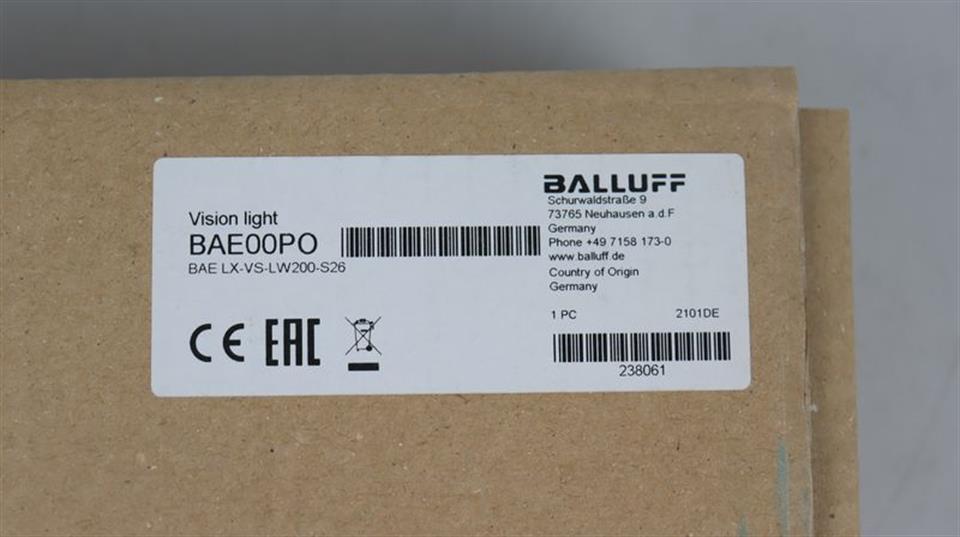 Vision light
BAE00PO
BAE LX-VS-LW200-S26
CE EAC
BALLUFF
Schurwaldstraße 9
73765 Neuhausen a.d.F
Germany
Phone +49 7158 173-0
www.balluff.de
Country of Origin
Germany
1 PC 2101DE
238061